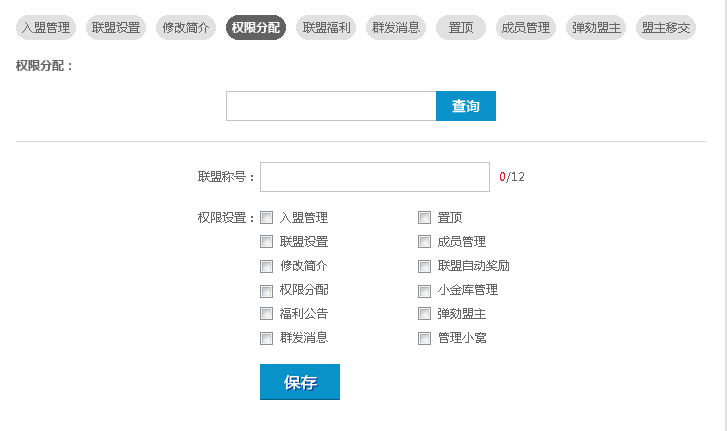 入盟管理 联盟设置 修改简介 权限分配 联盟福利 群发消息 置顶 成员管理 弹劾盟主 盟主移交
权限分配：
查询
联盟称号： 0/12
权限设置： 入盟管理 置顶
联盟设置 成员管理
修改简介 联盟自动奖励
权限分配 小金库管理
福利公告 弹劾盟主
群发消息 管理小窝
保存